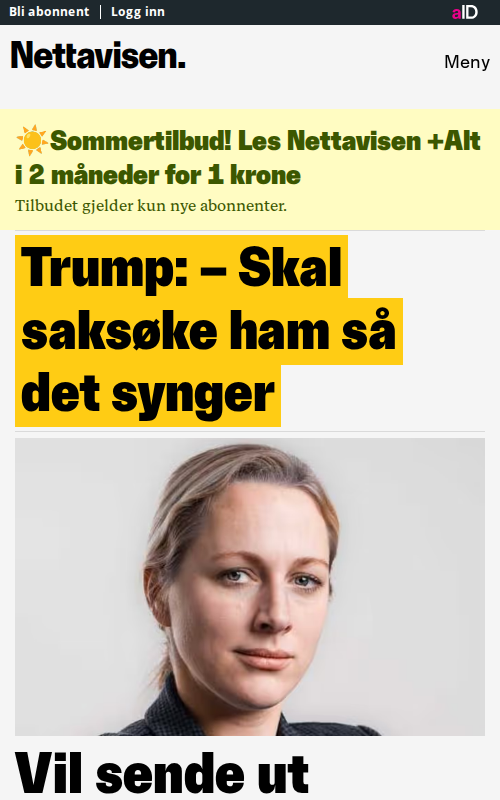 Bli abonnent Logg inn aID
Nettavisen.
Meny
☀️Sommertilbud! Les Nettavisen +Alt
i 2 måneder for 1 krone
Tilbudet gjelder kun nye abonnenter.
Trump: – Skal
saksøke ham så
det synger
Vil sende ut